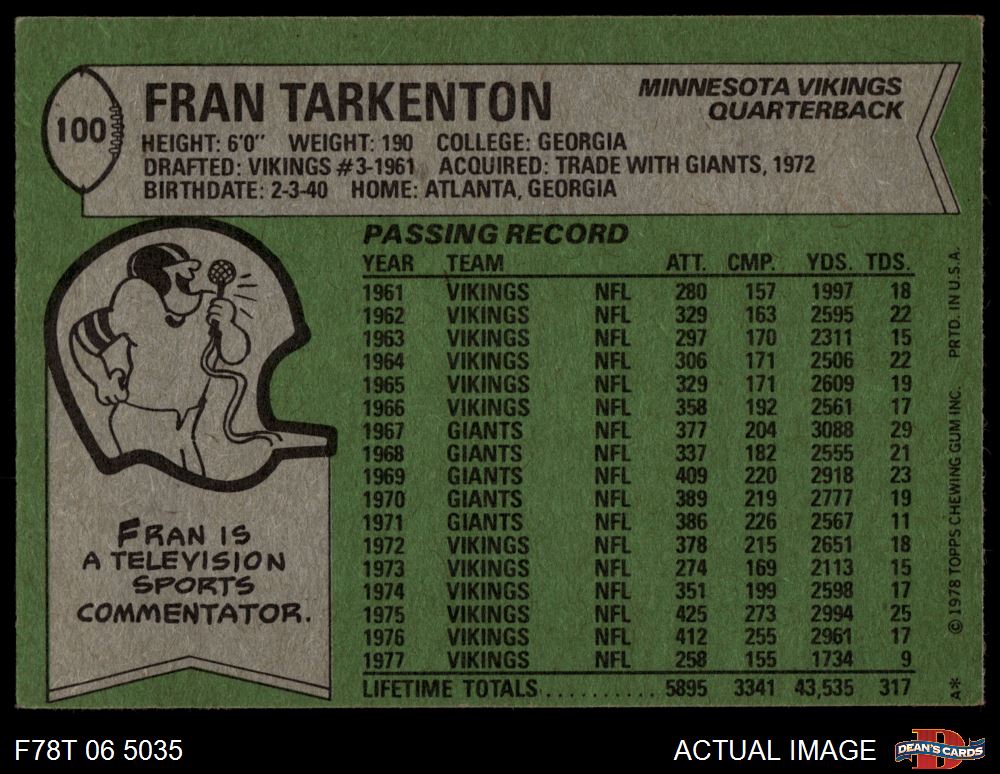 100
FRAN TARKENTON
MINNESOTA VIKINGS
QUARTERBACK
HEIGHT: 6'0" WEIGHT: 190 COLLEGE: GEORGIA
DRAFTED: VIKINGS #3-1961 ACQUIRED: TRADE WITH GIANTS, 1972
BIRTHDATE: 2-3-40 HOME: ATLANTA, GEORGIA
PASSING RECORD
YEAR TEAM ATT. CMP. YDS. TDS.
1961 VIKINGS NFL 280 157 1997 18
1962 VIKINGS NFL 329 163 2595 22
1963 VIKINGS NFL 297 170 2311 15
1964 VIKINGS NFL 306 171 2506 22
1965 VIKINGS NFL 329 171 2609 19
1966 VIKINGS NFL 358 192 2561 17
1967 GIANTS NFL 377 204 3088 29
1968 GIANTS NFL 337 182 2555 21
1969 GIANTS NFL 409 220 2918 23
1970 GIANTS NFL 389 219 2777 19
1971 GIANTS NFL 386 226 2567 11
1972 VIKINGS NFL 378 215 2651 18
1973 VIKINGS NFL 274 169 2113 15
1974 VIKINGS NFL 351 199 2598 17
1975 VIKINGS NFL 425 273 2994 25
1976 VIKINGS NFL 412 255 2961 17
1977 VIKINGS NFL 258 155 1734 9
LIFETIME TOTALS.......... 5895 3341 43,535 317
FRAN IS
A TELEVISION
SPORTS
COMMENTATOR.
A* © 1978 TOPPS CHEWING GUM INC. PRTD. IN U.S.A.
F78T 06 5035
ACTUAL IMAGE
D
DEAN'S CARDS